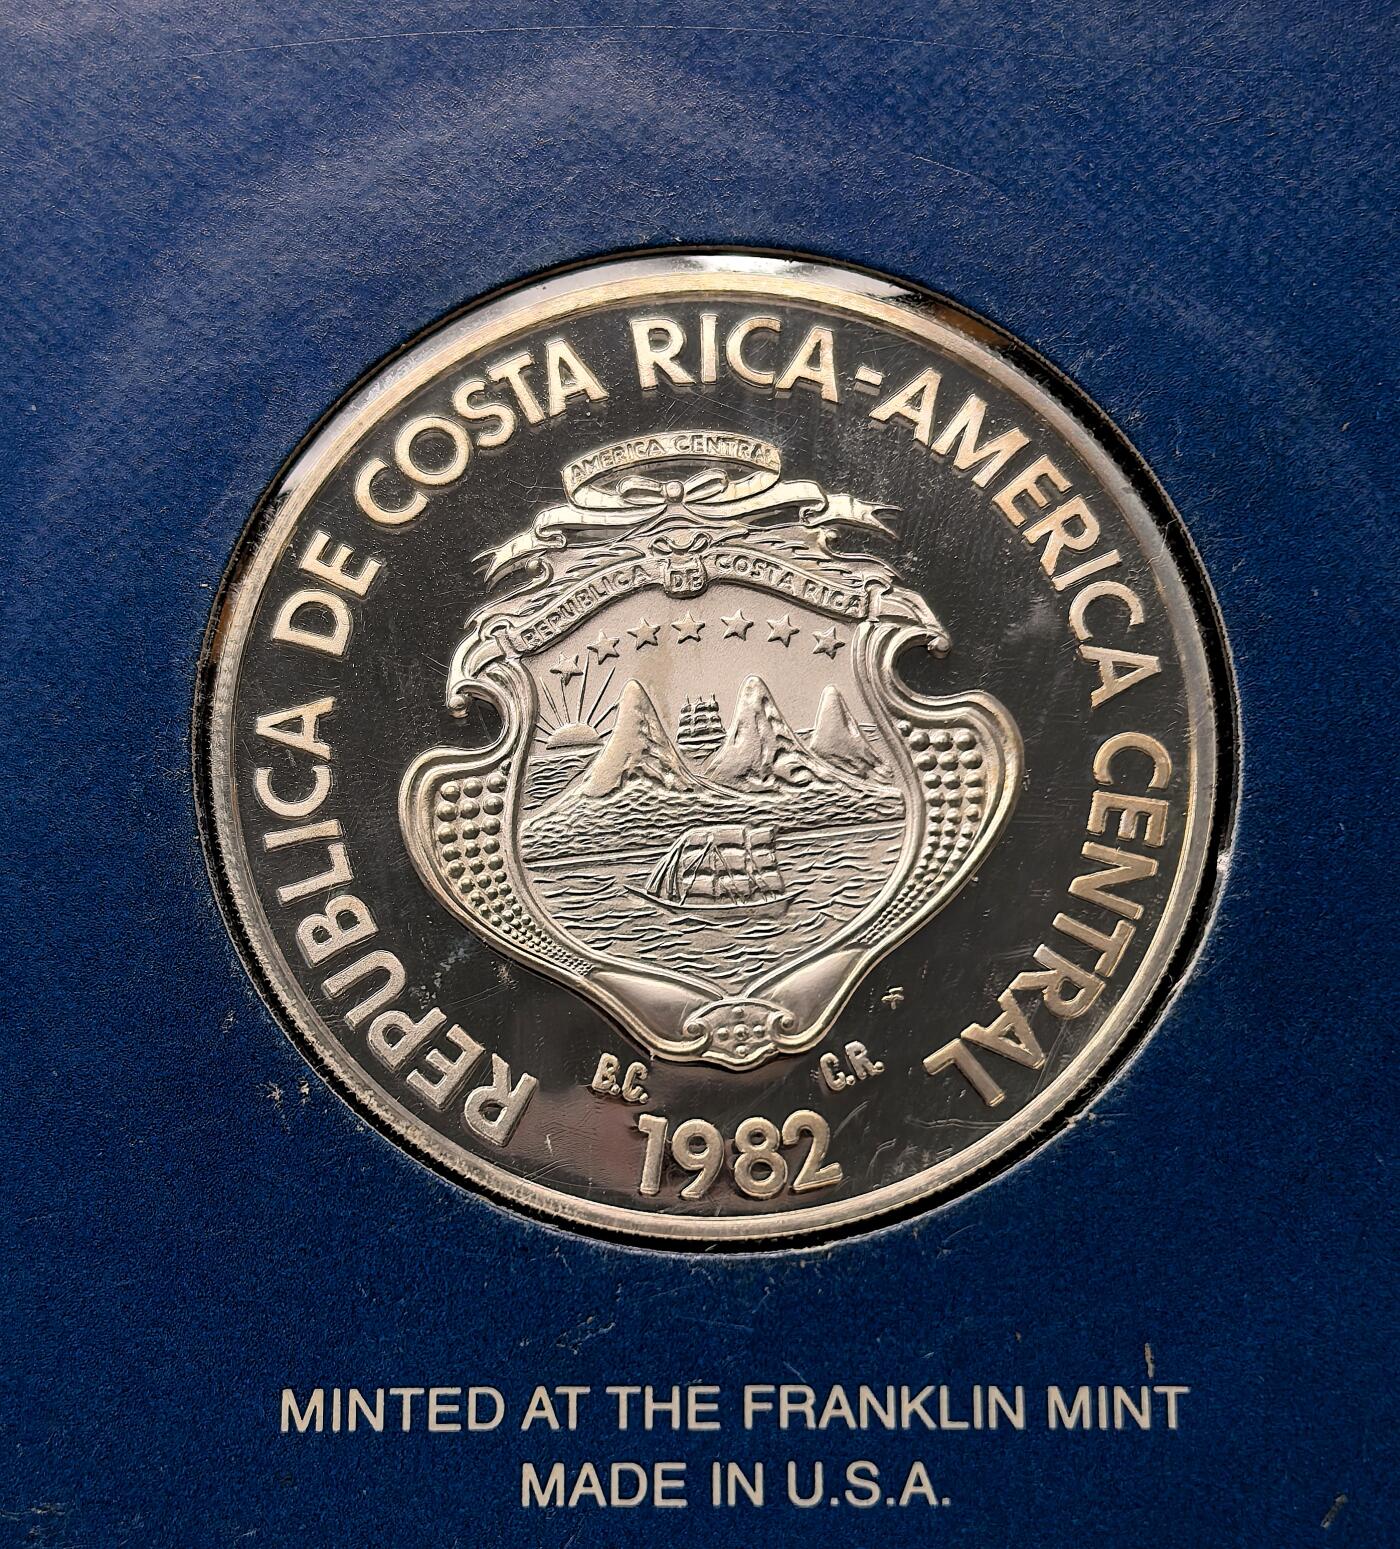 REPUBLICA DE COSTA RICA-AMERICA CENTRAL
AMERICA CENTRAL
REPUBLICA DE COSTA RICA
B.C. C.R.
1982
MINTED AT THE FRANKLIN MINT
MADE IN U.S.A.